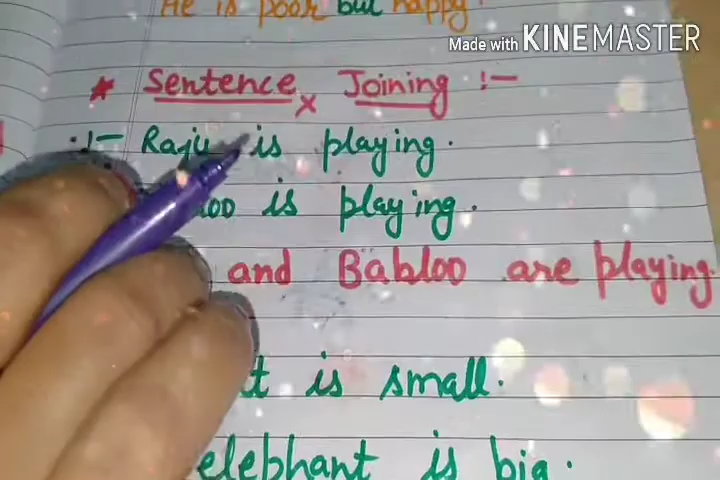 He is poor but happy.
Made with KINEMASTER
* Sentence x Joining :-
1- Raju is playing.
is playing.
and Babloo are playing
is small.
elephant is big.